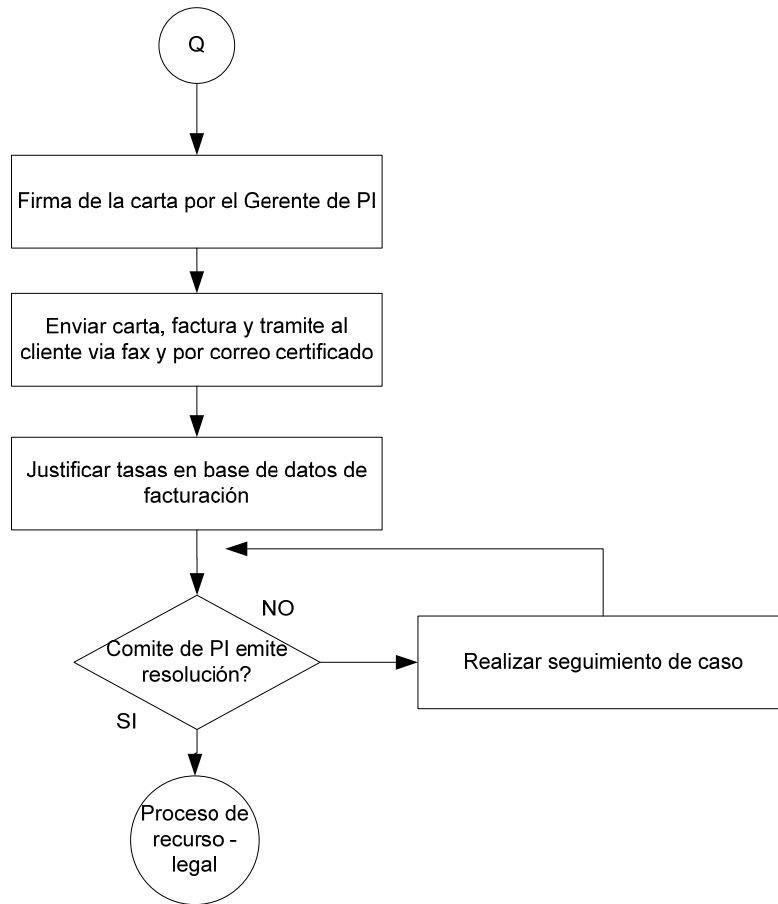 Q
Firma de la carta por el Gerente de PI
Enviar carta, factura y tramite al
cliente via fax y por correo certificado
Justificar tasas en base de datos de
facturación
NO
Comite de PI emite
resolución?
Realizar seguimiento de caso
SI
Proceso de
recurso -
legal